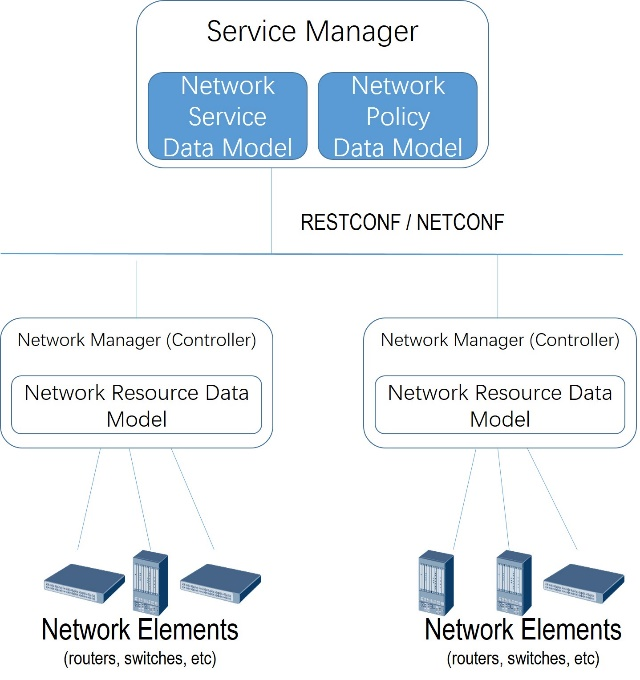 Service Manager
Network
Service
Data Model
Network
Policy
Data Model
RESTCONF / NETCONF
Network Manager (Controller)
Network Resource Data
Model
Network Manager (Controller)
Network Resource Data
Model
Network Elements
(routers, switches, etc)
Network Elements
(routers, switches, etc)